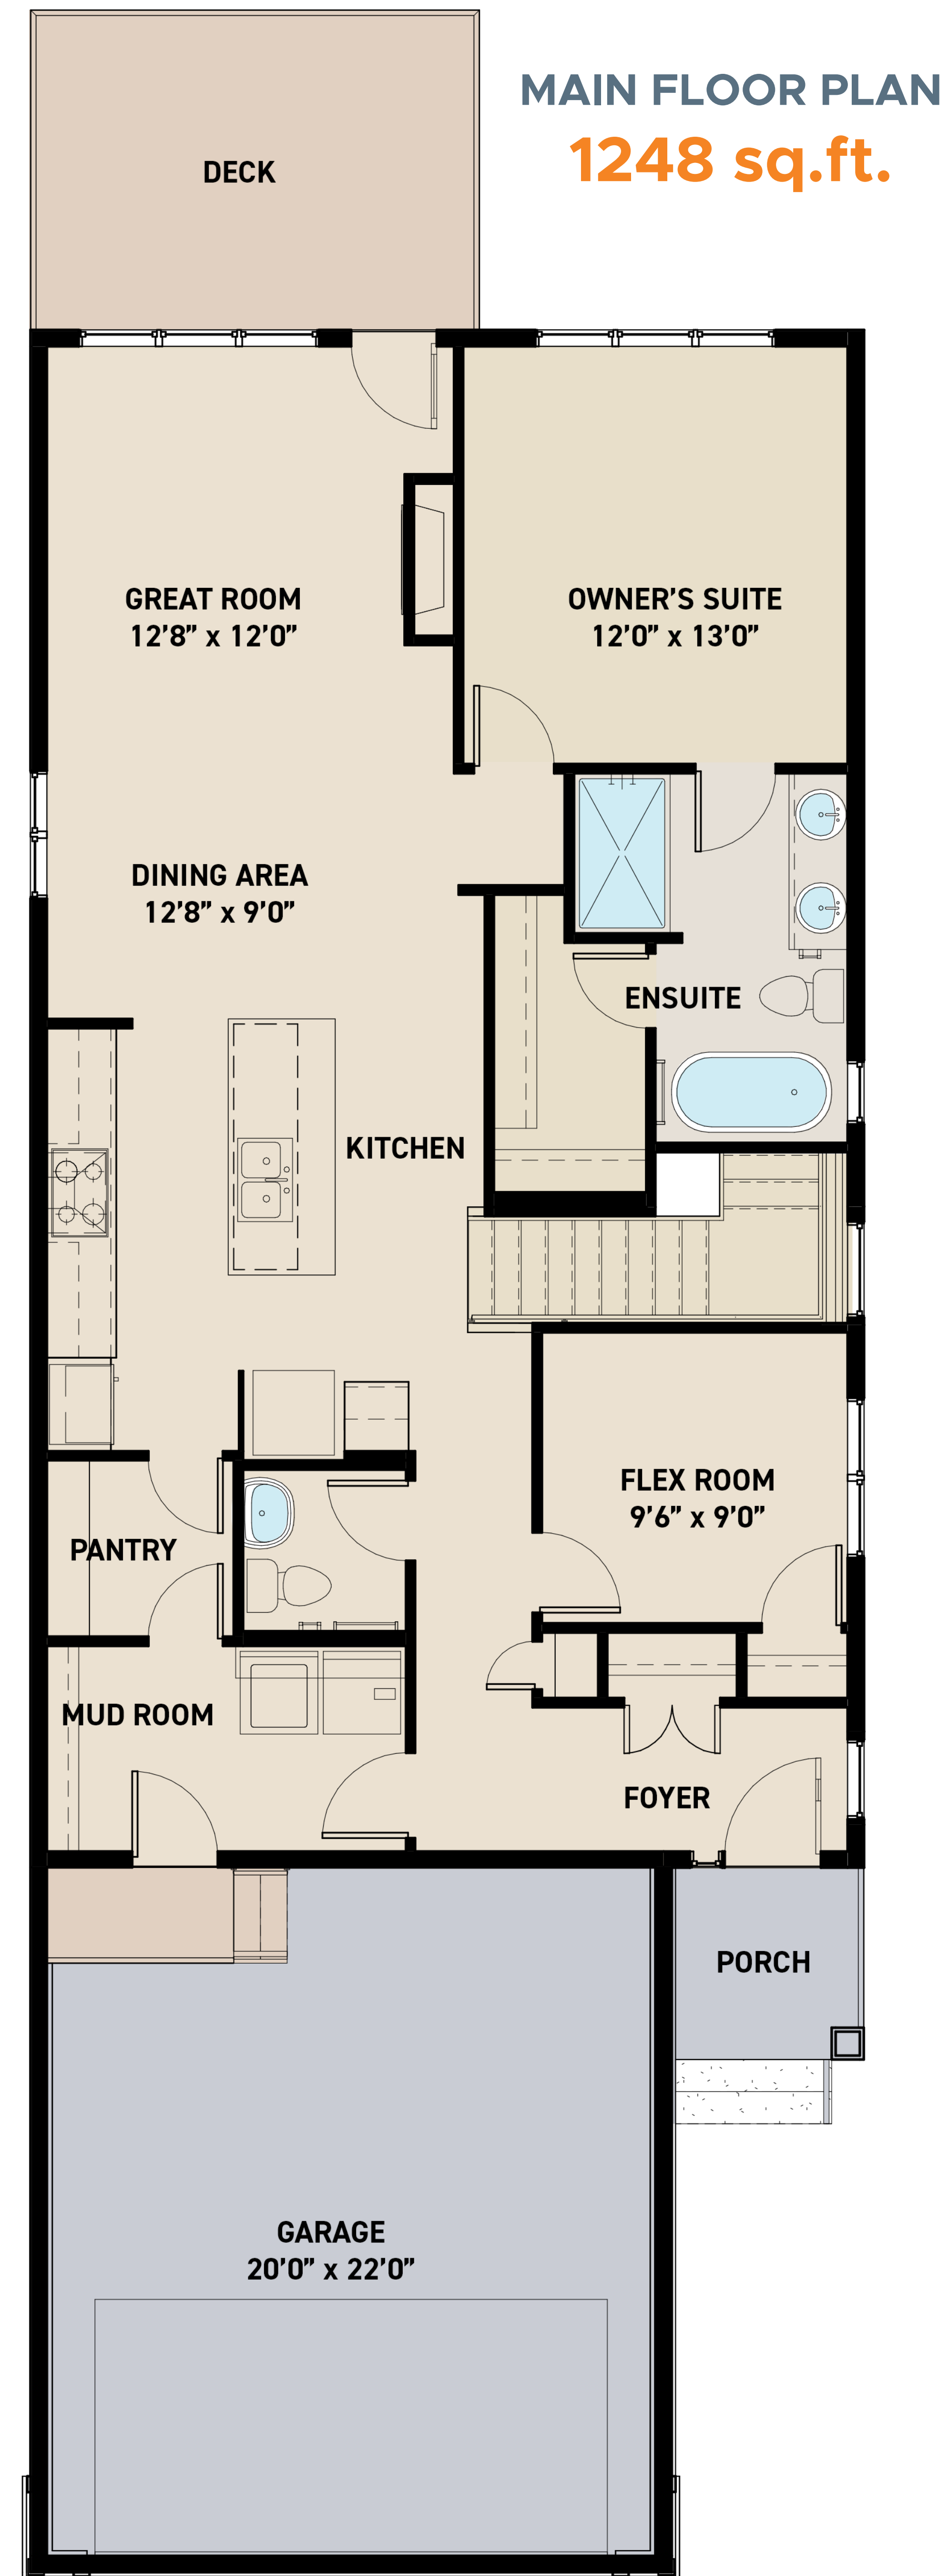 MAIN FLOOR PLAN
1248 sq.ft.
DECK
GREAT ROOM
12’8” x 12’0”
OWNER’S SUITE
12’0” x 13’0”
DINING AREA
12’8” x 9’0”
ENSUITE
KITCHEN
FLEX ROOM
9’6” x 9’0”
PANTRY
MUD ROOM
FOYER
PORCH
GARAGE
20’0” x 22’0”